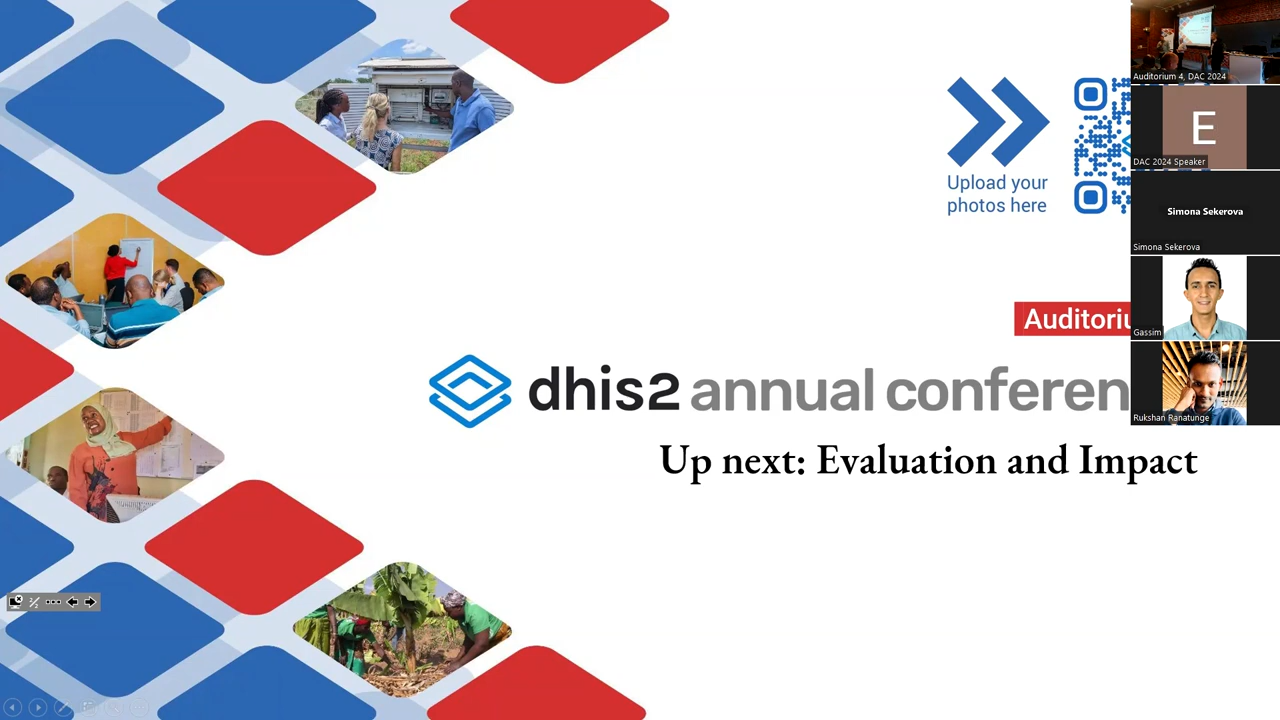 Upload your
photos here
Auditoriu
dhis2 annual conferen
Up next: Evaluation and Impact
Auditorium 4, DAC 2024
E
DAC 2024 Speaker
Simona Sekerova
Simona Sekerova
Gassim
Rukshan Ranatunge